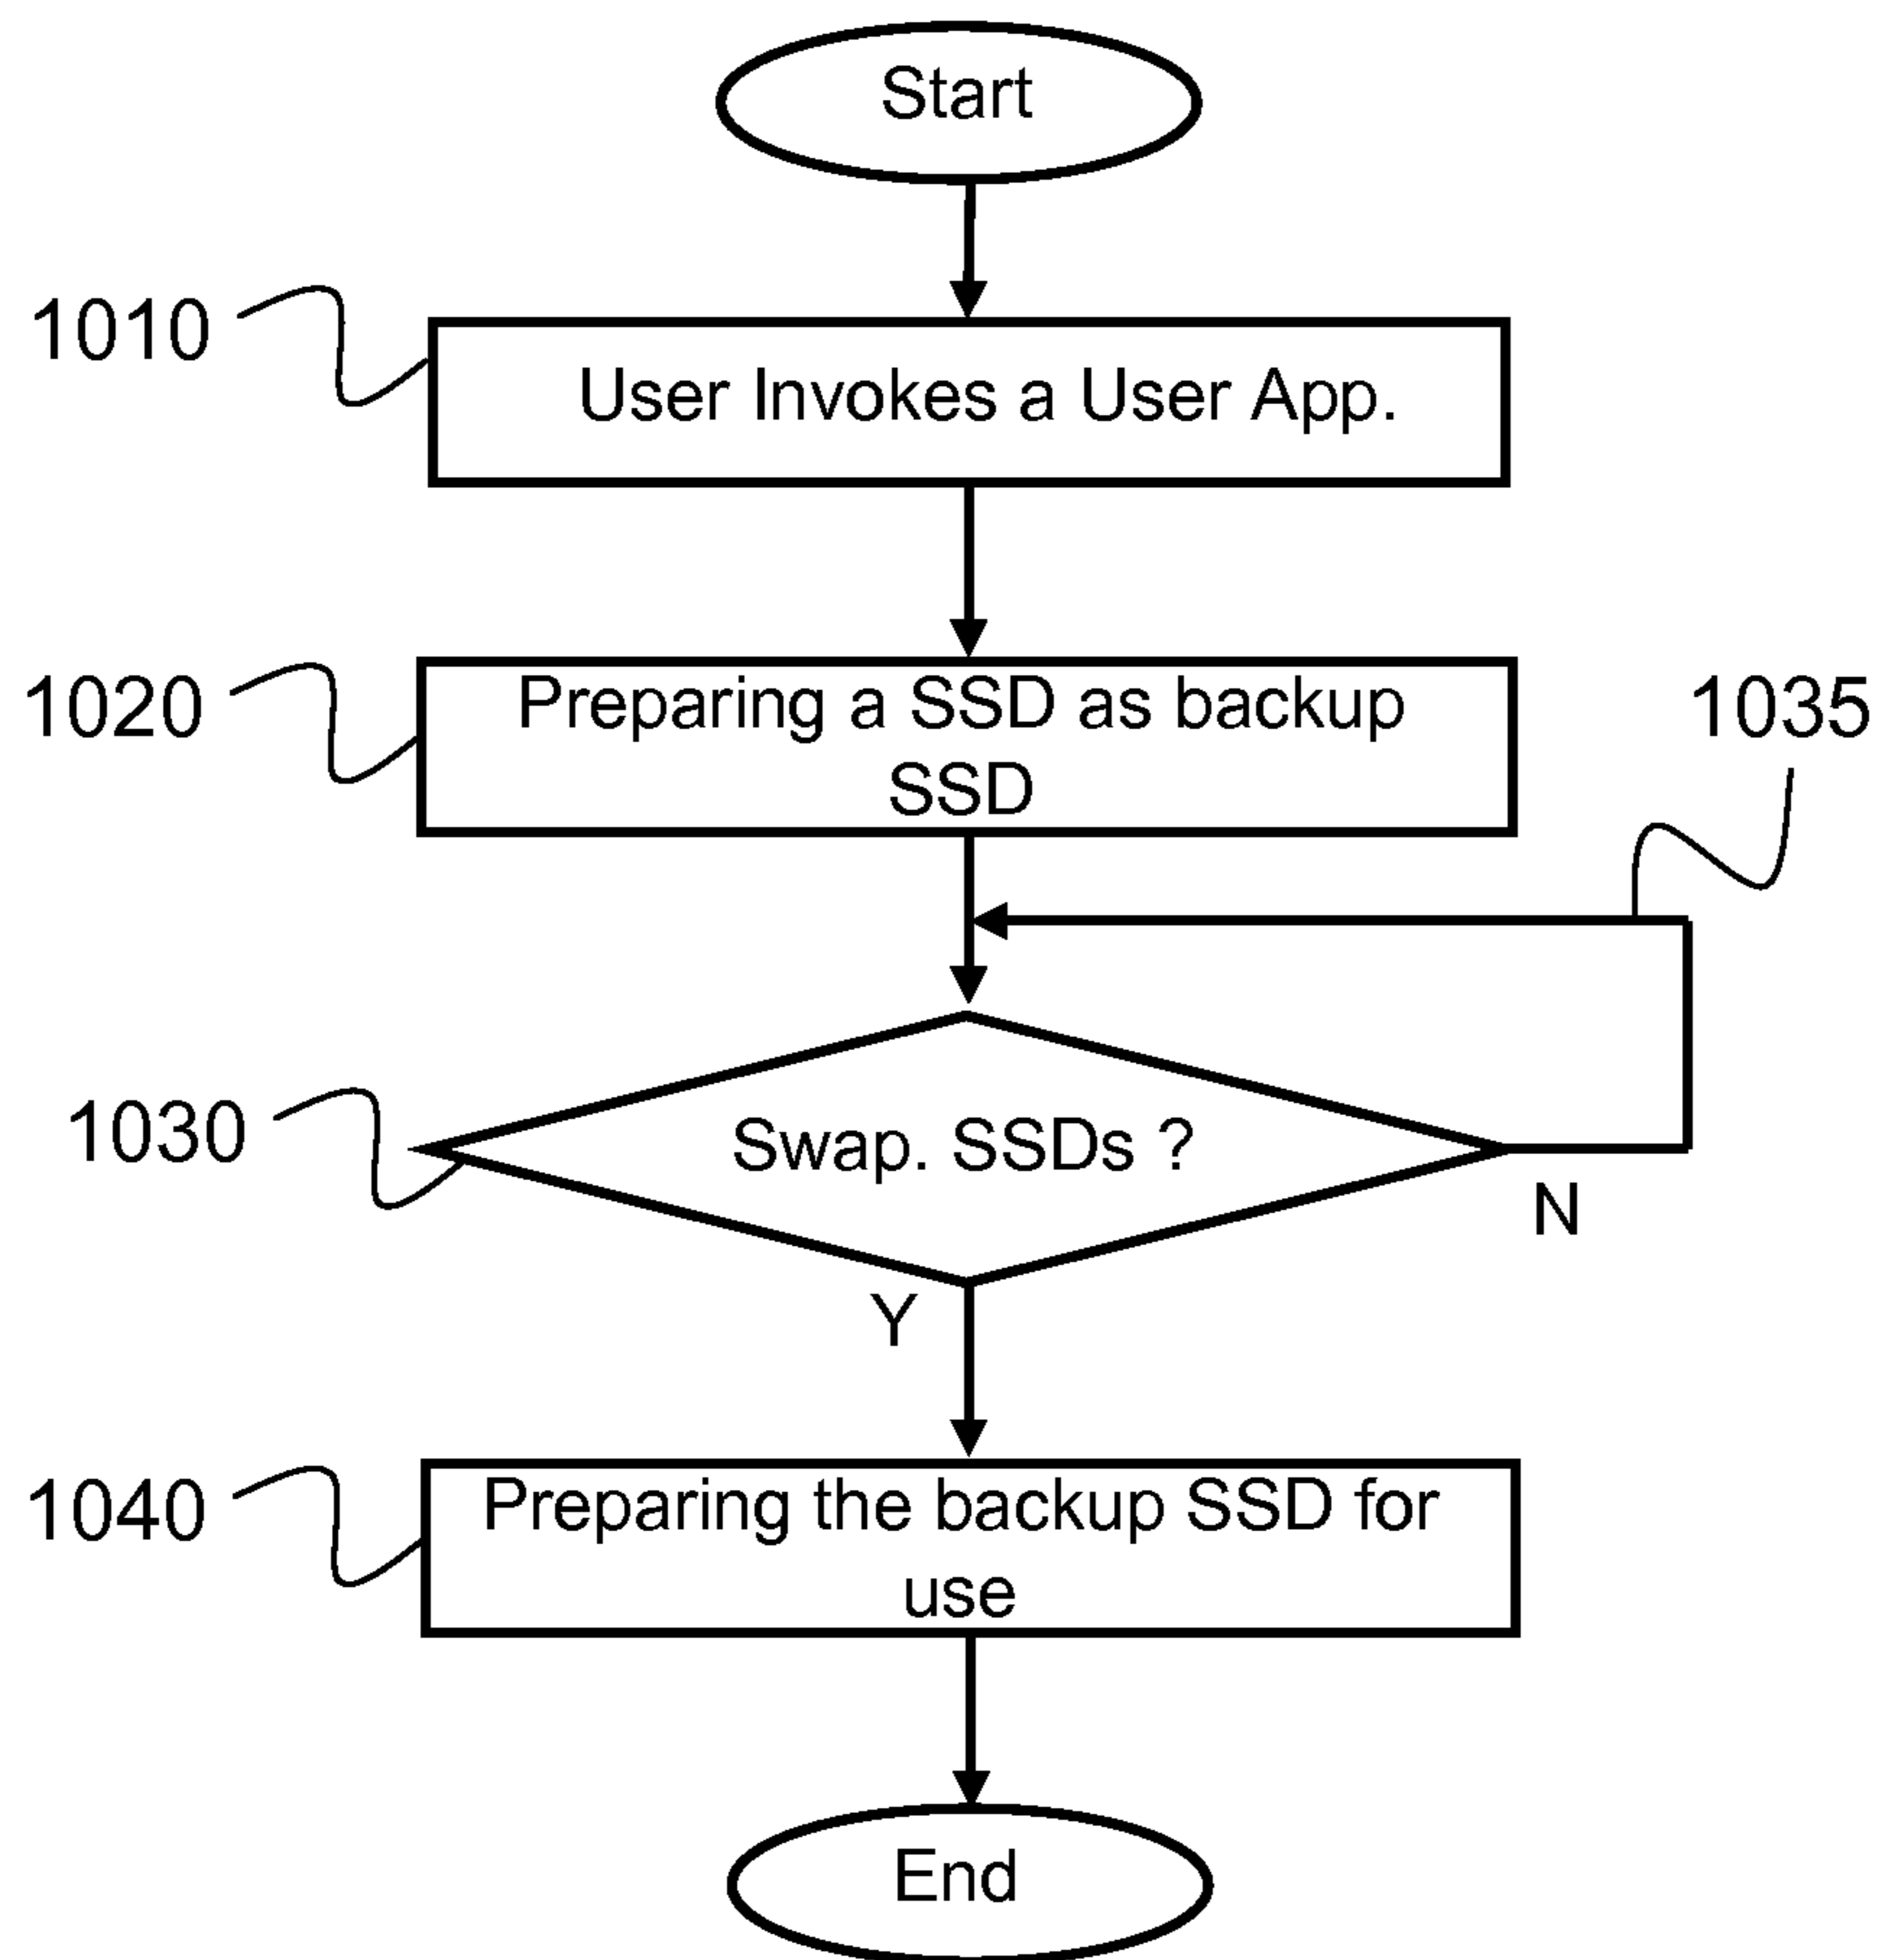 Start
1010
User Invokes a User App.
1020
Preparing a SSD as backup
SSD
1035
1030
Swap. SSDs ?
N
Y
1040
Preparing the backup SSD for
use
End